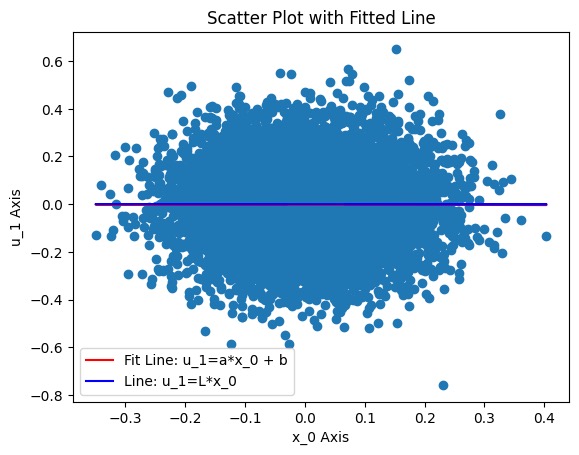 Scatter Plot with Fitted Line
u_1 Axis
0.6
0.4
0.2
0.0
−0.2
−0.4
−0.6
−0.8
Fit Line: u_1=a*x_0 + b
Line: u_1=L*x_0
−0.3 −0.2 −0.1 0.0 0.1 0.2 0.3 0.4
x_0 Axis